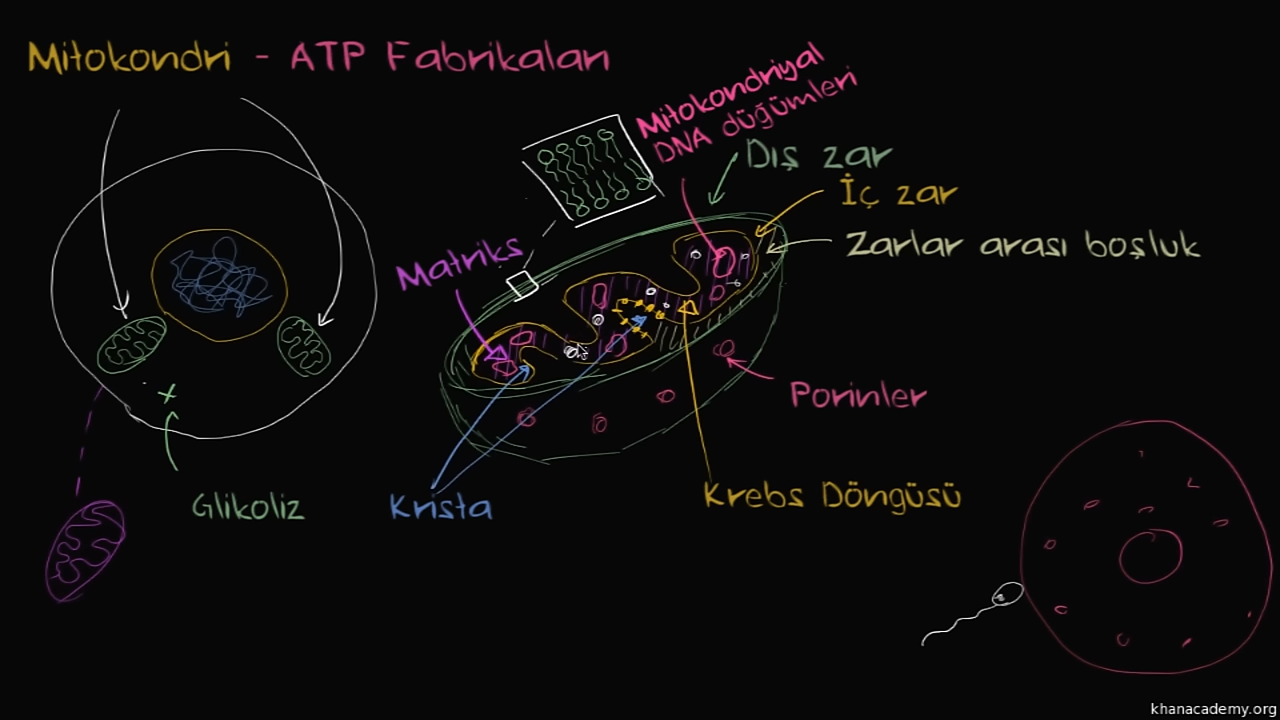 Mitokondri - ATP Fabrikaları
Mitokondriyal
DNA düğümleri
Dış zar
İç zar
Zarlar arası boşluk
Matriks
Porinler
Krebs Döngüsü
Krista
Glikoliz
khanacademy.org